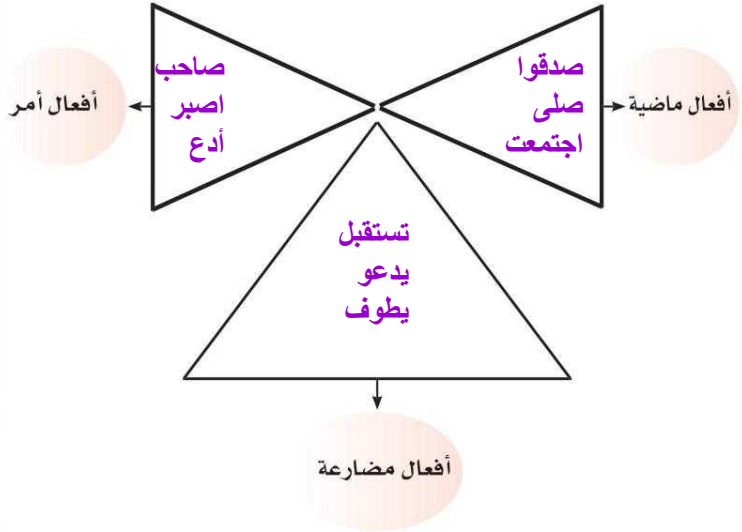 أفعال ماضية
صدقوا
صلى
اجتمعت
صاحب
اصبر
أدع
أفعال أمر
تستقبل
يدعو
يطوف
أفعال مضارعة